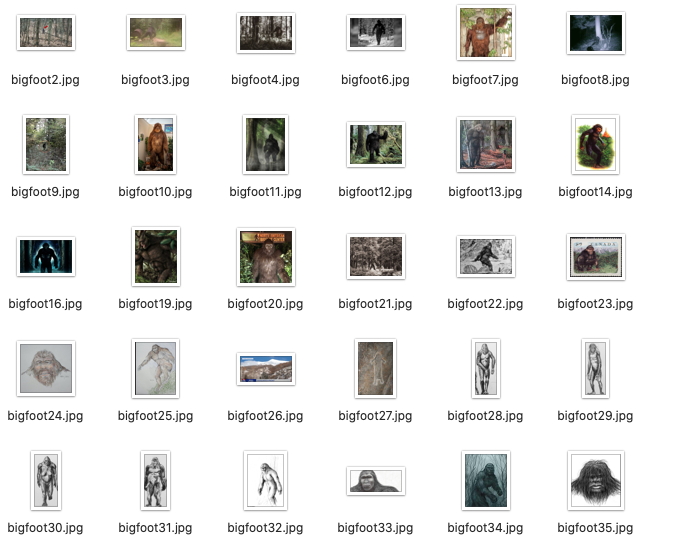 bigfoot2.jpg bigfoot3.jpg bigfoot4.jpg bigfoot6.jpg bigfoot7.jpg bigfoot8.jpg
bigfoot9.jpg bigfoot10.jpg bigfoot11.jpg bigfoot12.jpg bigfoot13.jpg bigfoot14.jpg
bigfoot16.jpg bigfoot19.jpg bigfoot20.jpg bigfoot21.jpg bigfoot22.jpg bigfoot23.jpg
bigfoot24.jpg bigfoot25.jpg bigfoot26.jpg bigfoot27.jpg bigfoot28.jpg bigfoot29.jpg
bigfoot30.jpg bigfoot31.jpg bigfoot32.jpg bigfoot33.jpg bigfoot34.jpg bigfoot35.jpg